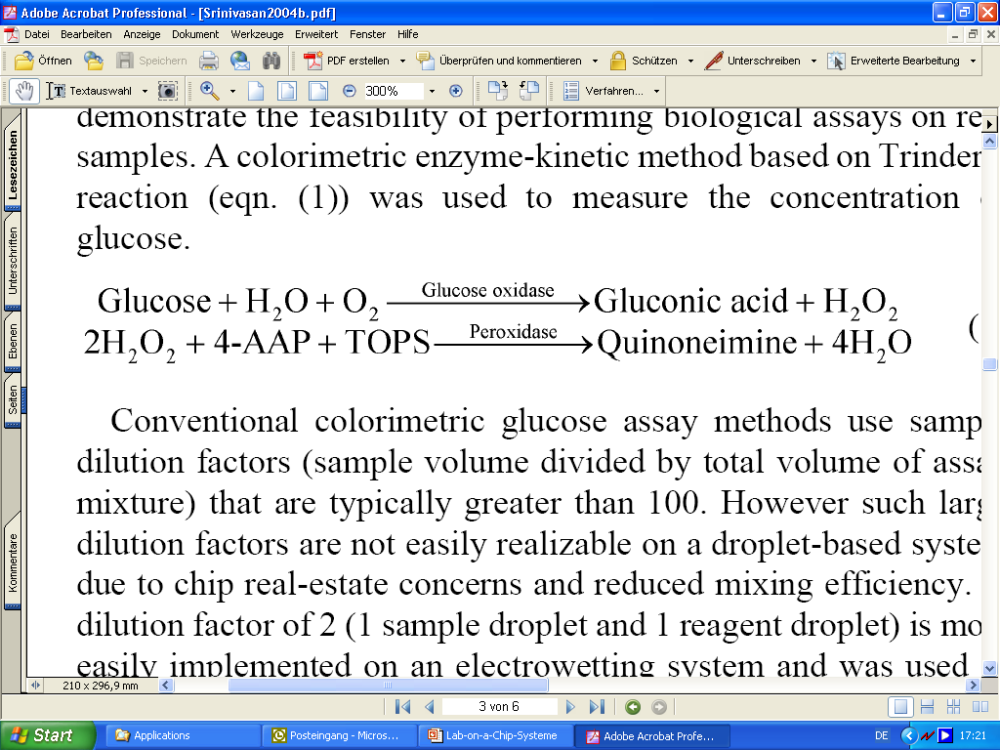 Adobe Acrobat Professional - [Srinivasan2004b.pdf]
Datei Bearbeiten Anzeige Dokument Werkzeuge Erweitert Fenster Hilfe
Öffnen Speichern PDF erstellen Überprüfen und kommentieren Schützen Unterschreiben Erweiterte Bearbeitung
Textauswahl 300% Verfahren...
Lesezeichen
Unterschriften
Ebenen
Seiten
Kommentare
demonstrate the feasibility of performing biological assays on re
samples. A colorimetric enzyme-kinetic method based on Trinder
reaction (eqn. (1)) was used to measure the concentration
glucose.
Glucose + H₂O + O₂ Glucose oxidase → Gluconic acid + H₂O₂
2H₂O₂ + 4-AAP + TOPS Peroxidase → Quinoneimine + 4H₂O (
Conventional colorimetric glucose assay methods use samp
dilution factors (sample volume divided by total volume of assa
mixture) that are typically greater than 100. However such larg
dilution factors are not easily realizable on a droplet-based syste
due to chip real-estate concerns and reduced mixing efficiency.
dilution factor of 2 (1 sample droplet and 1 reagent droplet) is mo
easily implemented on an electrowetting system and was used
210 x 296,9 mm
3 von 6
Start Applications Posteingang - Micros... Lab-on-a-Chip-Systeme Adobe Acrobat Profe... DE 17:21